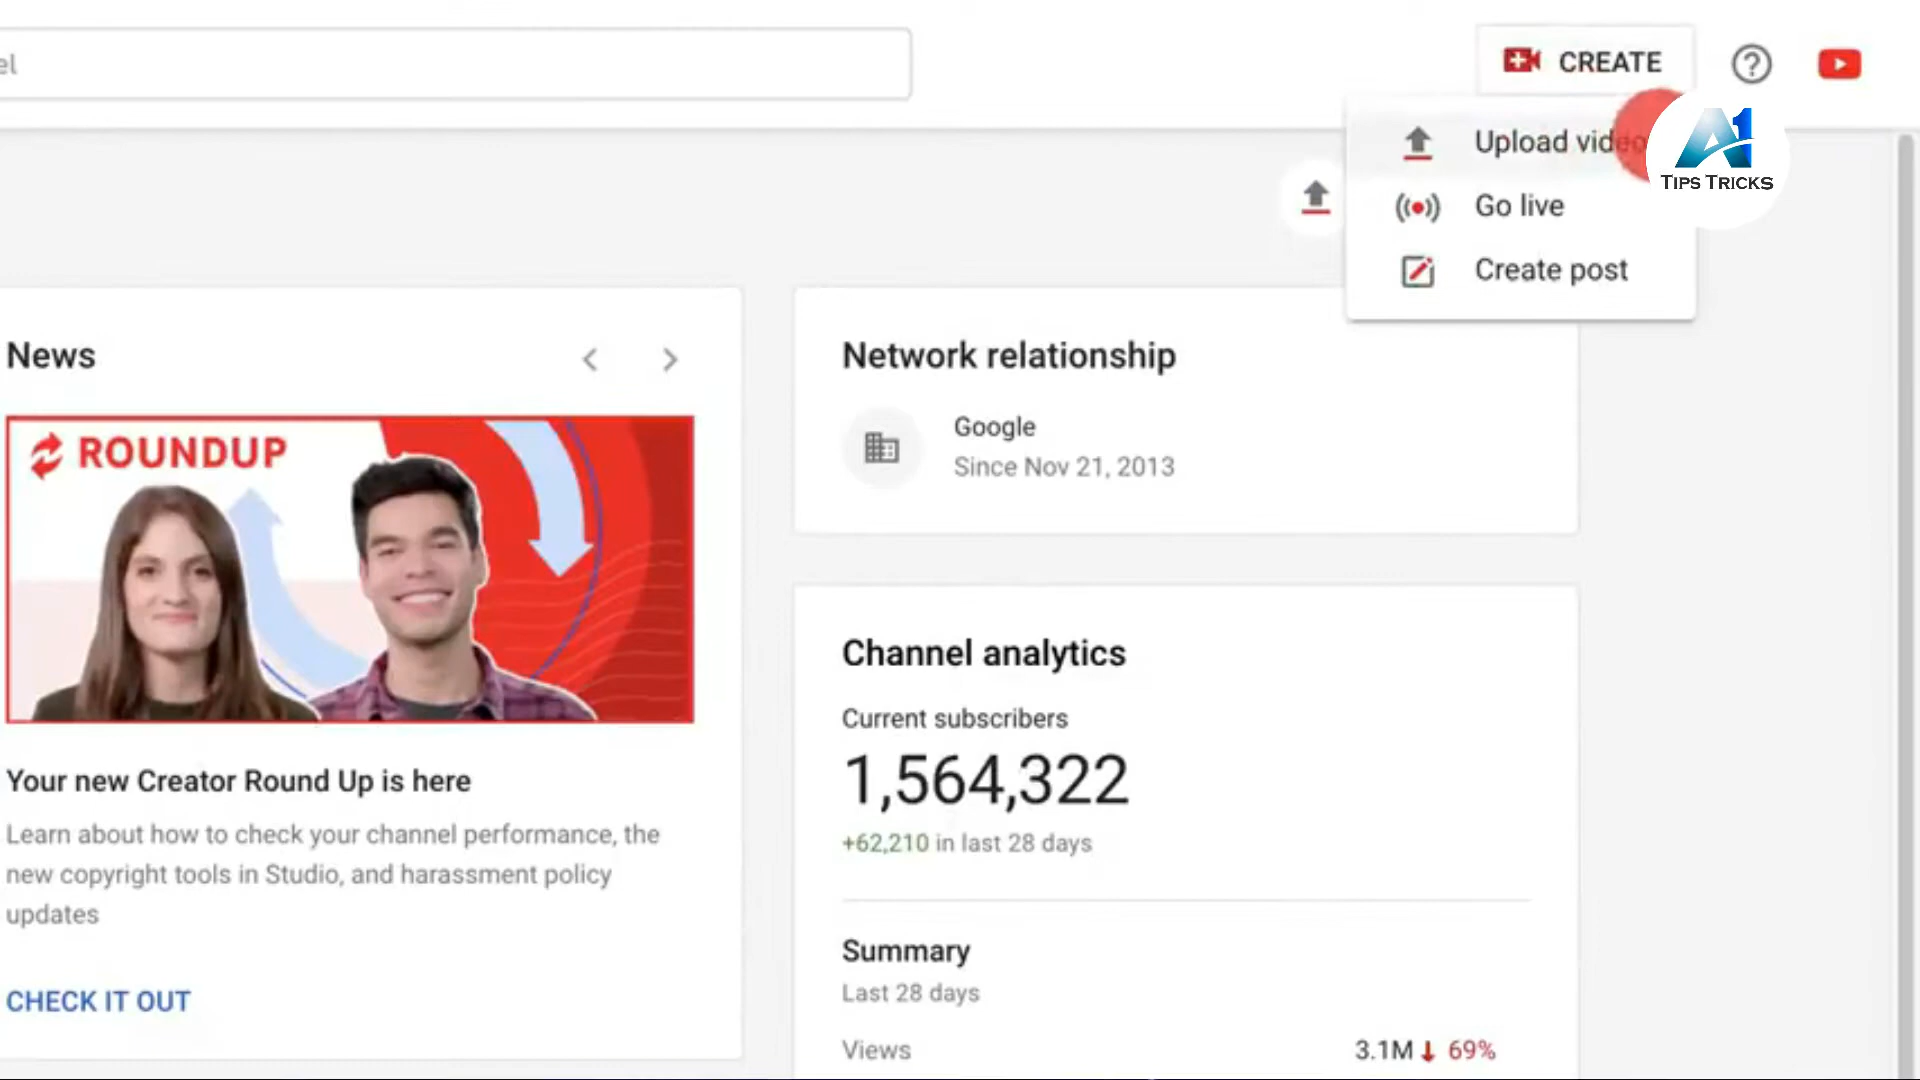 el
CREATE
Upload video
A1
TIPS TRICKS
Go live
Create post
News
Network relationship
ROUNDUP
Google
Since Nov 21, 2013
Channel analytics
Current subscribers
1,564,322
+62,210 in last 28 days
Your new Creator Round Up is here
Learn about how to check your channel performance, the
new copyright tools in Studio, and harassment policy
updates
CHECK IT OUT
Summary
Last 28 days
Views 3.1M 69%